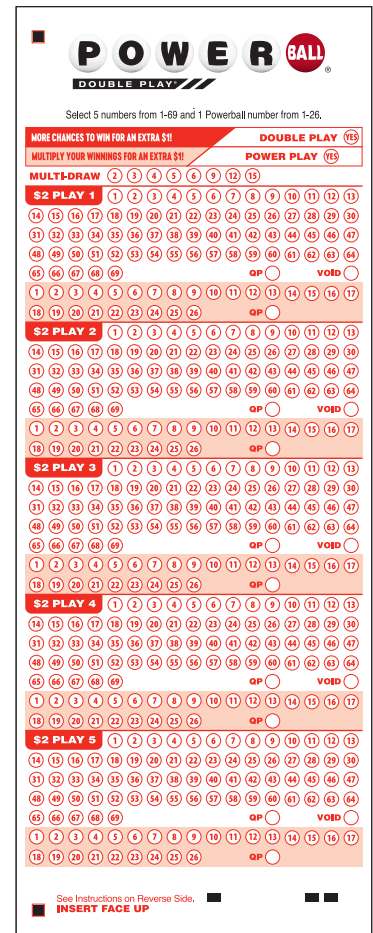 POWER BALL®
DOUBLE PLAY®
Select 5 numbers from 1-69 and 1 Powerball number from 1-26.
MORE CHANCES TO WIN FOR AN EXTRA $1! DOUBLE PLAY YES
MULTIPLY YOUR WINNINGS FOR AN EXTRA $1! POWER PLAY YES
MULTI-DRAW 2 3 4 5 6 9 12 15
$2 PLAY 1 1 2 3 4 5 6 7 8 9 10 11 12 13
14 15 16 17 18 19 20 21 22 23 24 25 26 27 28 29 30
31 32 33 34 35 36 37 38 39 40 41 42 43 44 45 46 47
48 49 50 51 52 53 54 55 56 57 58 59 60 61 62 63 64
65 66 67 68 69 QP VOID
1 2 3 4 5 6 7 8 9 10 11 12 13 14 15 16 17
18 19 20 21 22 23 24 25 26 QP
$2 PLAY 2 1 2 3 4 5 6 7 8 9 10 11 12 13
14 15 16 17 18 19 20 21 22 23 24 25 26 27 28 29 30
31 32 33 34 35 36 37 38 39 40 41 42 43 44 45 46 47
48 49 50 51 52 53 54 55 56 57 58 59 60 61 62 63 64
65 66 67 68 69 QP VOID
1 2 3 4 5 6 7 8 9 10 11 12 13 14 15 16 17
18 19 20 21 22 23 24 25 26 QP
$2 PLAY 3 1 2 3 4 5 6 7 8 9 10 11 12 13
14 15 16 17 18 19 20 21 22 23 24 25 26 27 28 29 30
31 32 33 34 35 36 37 38 39 40 41 42 43 44 45 46 47
48 49 50 51 52 53 54 55 56 57 58 59 60 61 62 63 64
65 66 67 68 69 QP VOID
1 2 3 4 5 6 7 8 9 10 11 12 13 14 15 16 17
18 19 20 21 22 23 24 25 26 QP
$2 PLAY 4 1 2 3 4 5 6 7 8 9 10 11 12 13
14 15 16 17 18 19 20 21 22 23 24 25 26 27 28 29 30
31 32 33 34 35 36 37 38 39 40 41 42 43 44 45 46 47
48 49 50 51 52 53 54 55 56 57 58 59 60 61 62 63 64
65 66 67 68 69 QP VOID
1 2 3 4 5 6 7 8 9 10 11 12 13 14 15 16 17
18 19 20 21 22 23 24 25 26 QP
$2 PLAY 5 1 2 3 4 5 6 7 8 9 10 11 12 13
14 15 16 17 18 19 20 21 22 23 24 25 26 27 28 29 30
31 32 33 34 35 36 37 38 39 40 41 42 43 44 45 46 47
48 49 50 51 52 53 54 55 56 57 58 59 60 61 62 63 64
65 66 67 68 69 QP VOID
1 2 3 4 5 6 7 8 9 10 11 12 13 14 15 16 17
18 19 20 21 22 23 24 25 26 QP
See Instructions on Reverse Side.
INSERT FACE UP